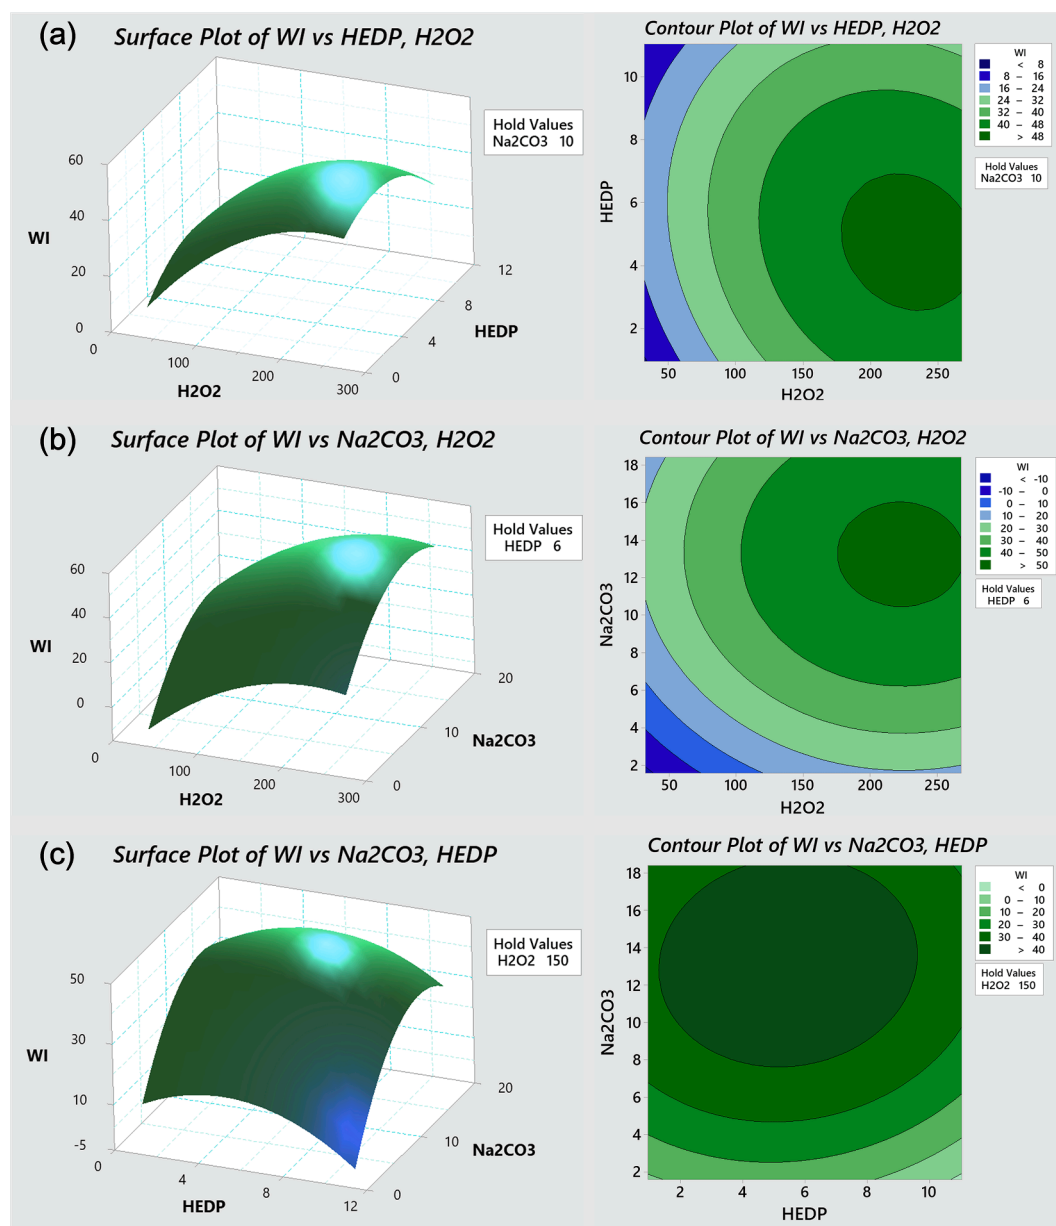 (a)
Surface Plot of WI vs HEDP, H2O2
Hold Values
Na2CO3 10
60
40
20
0
WI
0
100
200
300
H2O2
0
4
8
12
HEDP
Contour Plot of WI vs HEDP, H2O2
10
8
6
4
2
HEDP
50
100
150
200
250
H2O2
WI
< 8
8 – 16
16 – 24
24 – 32
32 – 40
40 – 48
> 48
Hold Values
Na2CO3 10
(b)
Surface Plot of WI vs Na2CO3, H2O2
Hold Values
HEDP 6
60
40
20
0
WI
0
100
200
300
H2O2
0
10
20
Na2CO3
Contour Plot of WI vs Na2CO3, H2O2
18
16
14
12
10
8
6
4
2
Na2CO3
50
100
150
200
250
H2O2
WI
< -10
-10 – 0
0 – 10
10 – 20
20 – 30
30 – 40
40 – 50
> 50
Hold Values
HEDP 6
(c)
Surface Plot of WI vs Na2CO3, HEDP
Hold Values
H2O2 150
50
30
10
-5
WI
0
4
8
12
HEDP
0
10
20
Na2CO3
Contour Plot of WI vs Na2CO3, HEDP
18
16
14
12
10
8
6
4
2
Na2CO3
2
4
6
8
10
HEDP
WI
< 0
0 – 10
10 – 20
20 – 30
30 – 40
> 40
Hold Values
H2O2 150